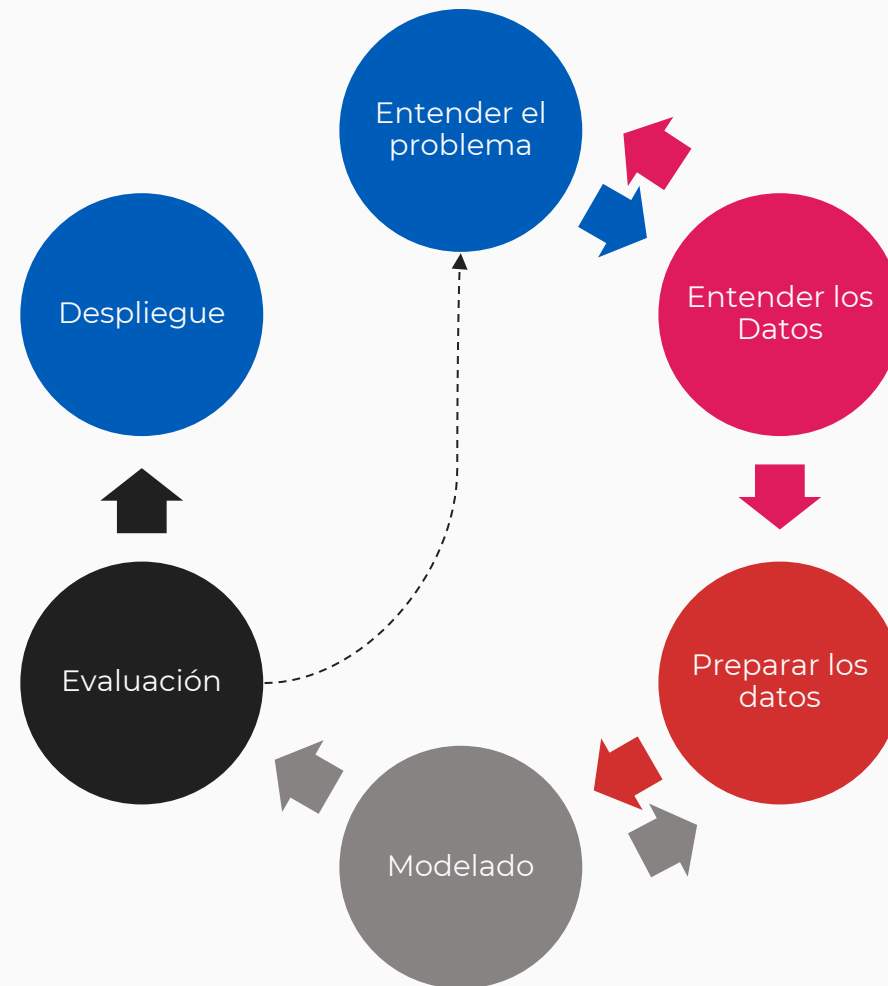 Entender el
problema
Entender los
Datos
Preparar los
datos
Modelado
Evaluación
Despliegue